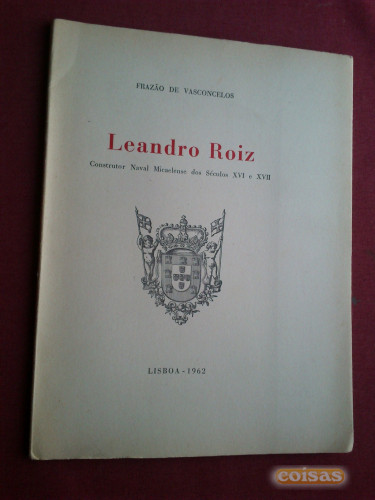 FRAZÃO DE VASCONCELOS
Leandro Roiz
Construtor Naval Micaelense dos Séculos XVI e XVII
LISBOA - 1962
coisas